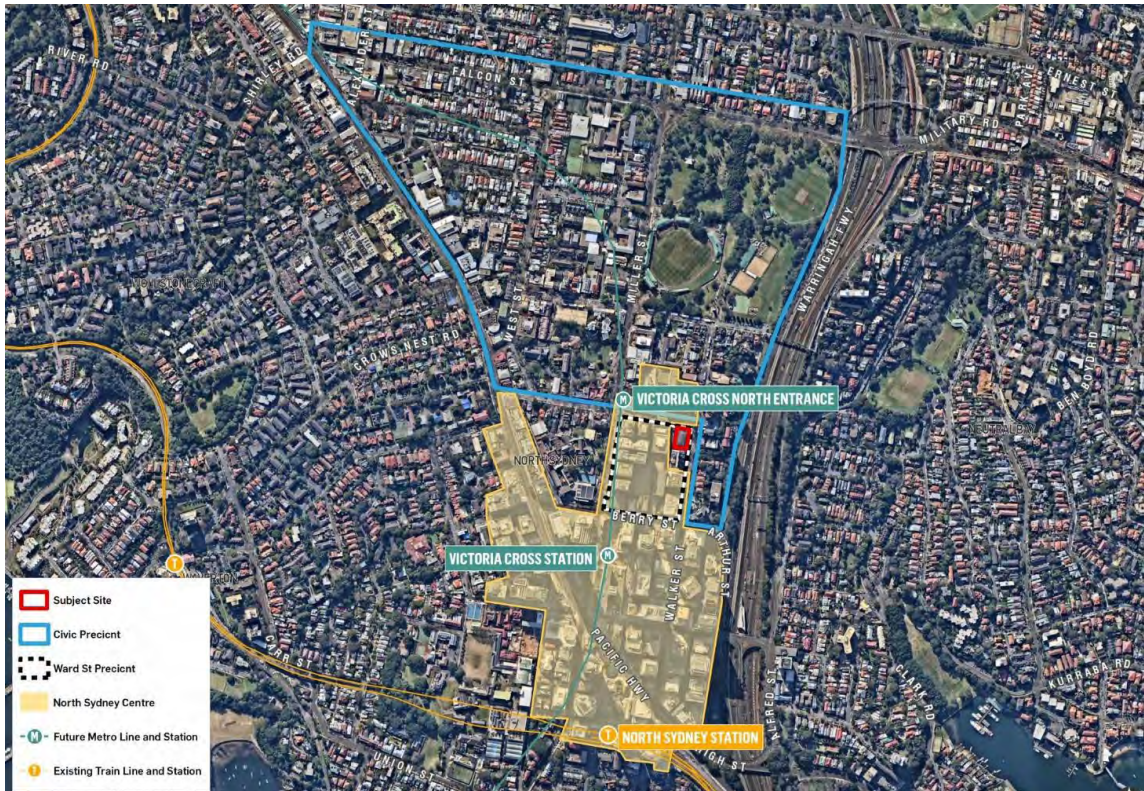 RIVER RD
SHIRLEY RD
ALEXANDER ST
FALCON ST
ERNEST ST
PARK AVE
MILITARY RD
WARRINGAH FWY
MILLER ST
WEST ST
CROWS NEST RD
WOLLSTONECRAFT
BEN BOYD RD
NEUTRAL BAY
M VICTORIA CROSS NORTH ENTRANCE
NORTH SYDNEY
BERRY ST
ARTHUR ST
VICTORIA CROSS STATION M
WALKER ST
T
WAVERTON
PACIFIC HWY
CARR ST
UNION ST
T NORTH SYDNEY STATION
HIGH ST
ALFRED ST
CLARK RD
KURRABA RD
Subject Site
Civic Precicnt
Ward St Precicnt
North Sydney Centre
M Future Metro Line and Station
T Existing Train Line and Station